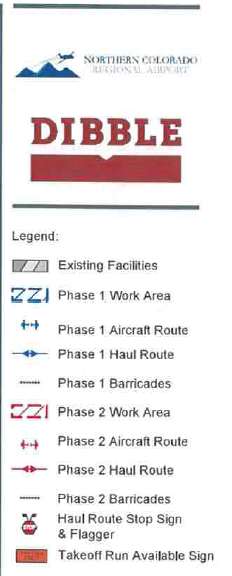 NORTHERN COLORADO
REGIONAL AIRPORT
DIBBLE
Legend:
Existing Facilities
Phase 1 Work Area
Phase 1 Aircraft Route
Phase 1 Haul Route
Phase 1 Barricades
Phase 2 Work Area
Phase 2 Aircraft Route
Phase 2 Haul Route
Phase 2 Barricades
STOP
Haul Route Stop Sign
& Flagger
Takeoff Run Available Sign